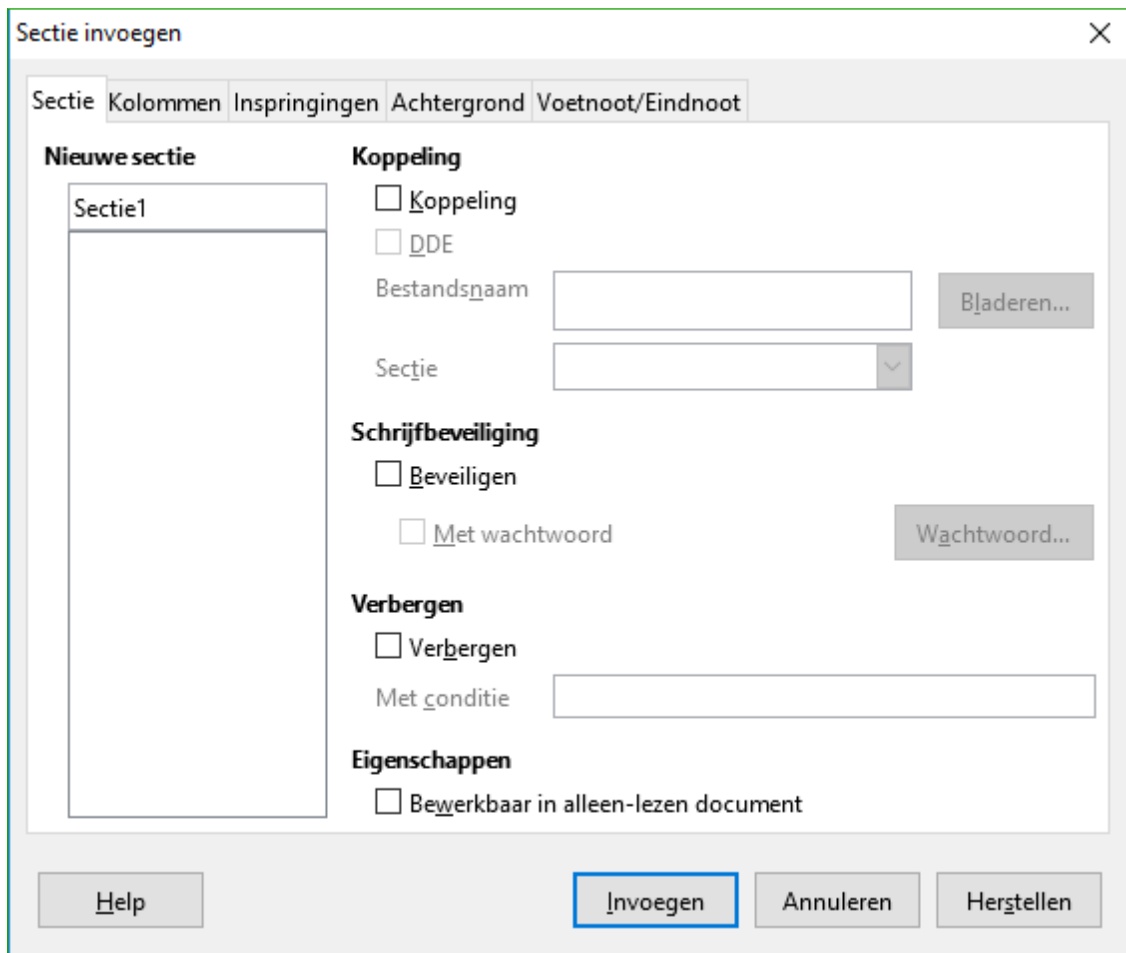 Sectie invoegen
Sectie Kolommen Inspringingen Achtergrond Voetnoot/Eindnoot
Nieuwe sectie
Sectie1
Koppeling
Koppeling
DDE
Bestandsnaam
Bladeren...
Sectie
Schrijfbeveiliging
Beveiligen
Met wachtwoord
Wachtwoord...
Verbergen
Verbergen
Met conditie
Eigenschappen
Bewerkbaar in alleen-lezen document
Help Invoegen Annuleren Herstellen